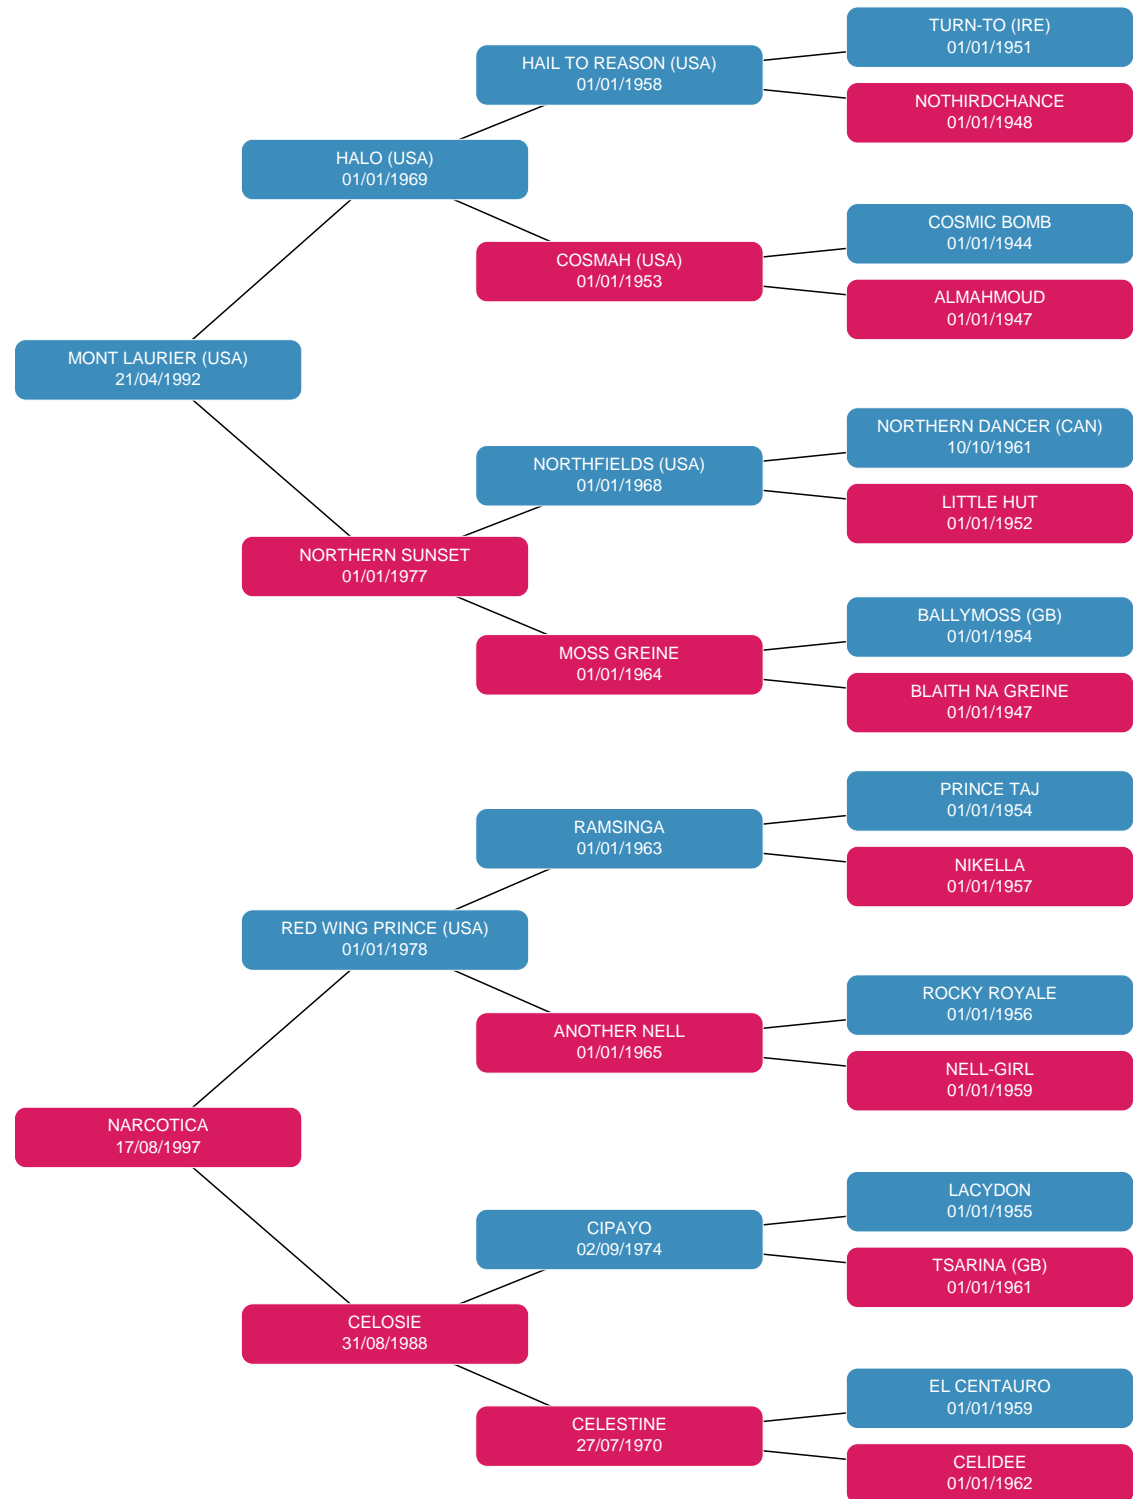 TURN-TO (IRE)
01/01/1951
HAIL TO REASON (USA)
01/01/1958
NOTHIRDCHANCE
01/01/1948
HALO (USA)
01/01/1969
COSMIC BOMB
01/01/1944
COSMAH (USA)
01/01/1953
ALMAHMOUD
01/01/1947
MONT LAURIER (USA)
21/04/1992
NORTHERN DANCER (CAN)
10/10/1961
NORTHFIELDS (USA)
01/01/1968
LITTLE HUT
01/01/1952
NORTHERN SUNSET
01/01/1977
BALLYMOSS (GB)
01/01/1954
MOSS GREINE
01/01/1964
BLAITH NA GREINE
01/01/1947
PRINCE TAJ
01/01/1954
RAMSINGA
01/01/1963
NIKELLA
01/01/1957
RED WING PRINCE (USA)
01/01/1978
ROCKY ROYALE
01/01/1956
ANOTHER NELL
01/01/1965
NELL-GIRL
01/01/1959
NARCOTICA
17/08/1997
LACYDON
01/01/1955
CIPAYO
02/09/1974
TSARINA (GB)
01/01/1961
CELOSIE
31/08/1988
EL CENTAURO
01/01/1959
CELESTINE
27/07/1970
CELIDEE
01/01/1962